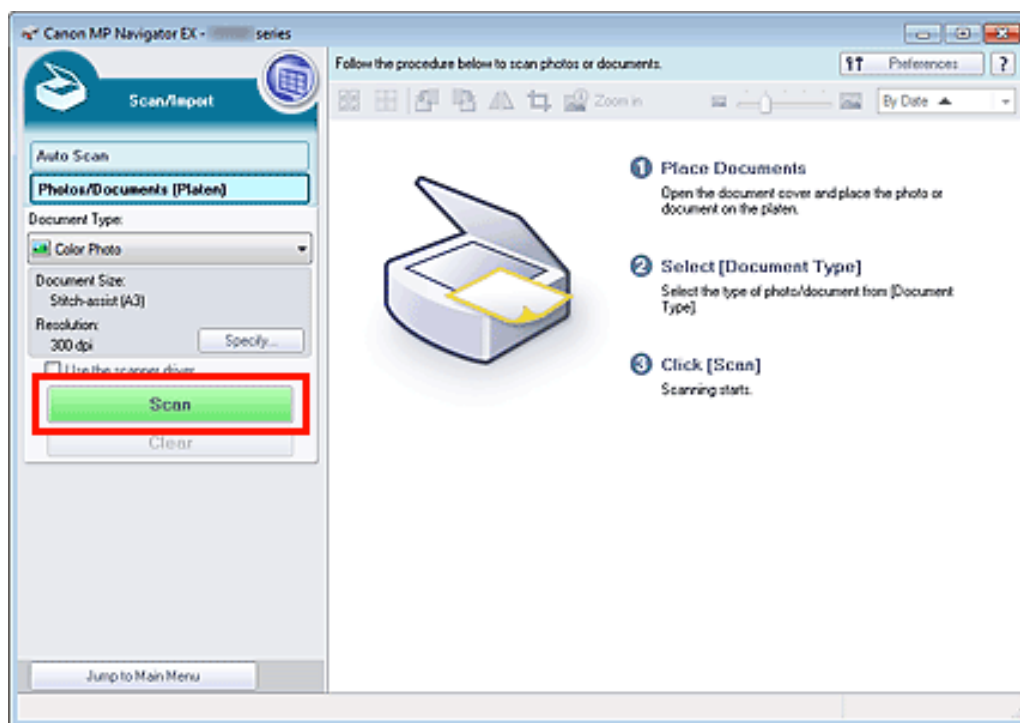 Canon MP Navigator EX - series
Scan/Import
Auto Scan
Photos/Documents (Platen)
Document Type:
Color Photo
Document Size:
Stitch-assist (A3)
Resolution:
300 dpi
Specify...
Use the scanner driver
Scan
Clear
Jump to Main Menu
Follow the procedure below to scan photos or documents.
Preferences
?
Zoom in
By Date
1 Place Documents
Open the document cover and place the photo or
document on the platen.
2 Select [Document Type]
Select the type of photo/document from [Document
Type].
3 Click [Scan]
Scanning starts.